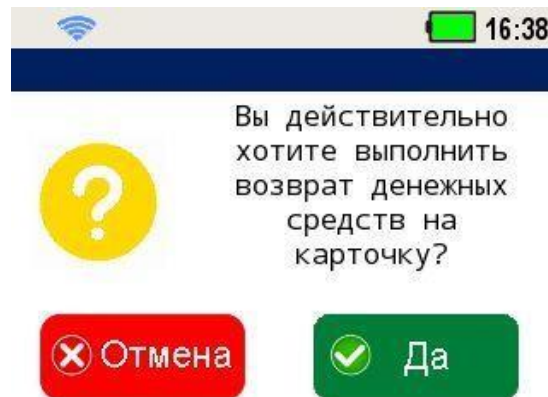 16:38
Вы действительно
хотите выполнить
возврат денежных
средств на
карточку?
Отмена
Да